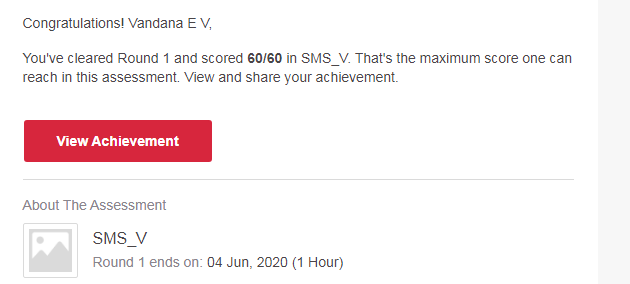 Congratulations! Vandana E V,
You've cleared Round 1 and scored 60/60 in SMS_V. That's the maximum score one can
reach in this assessment. View and share your achievement.
View Achievement
About The Assessment
SMS_V
Round 1 ends on: 04 Jun, 2020 (1 Hour)